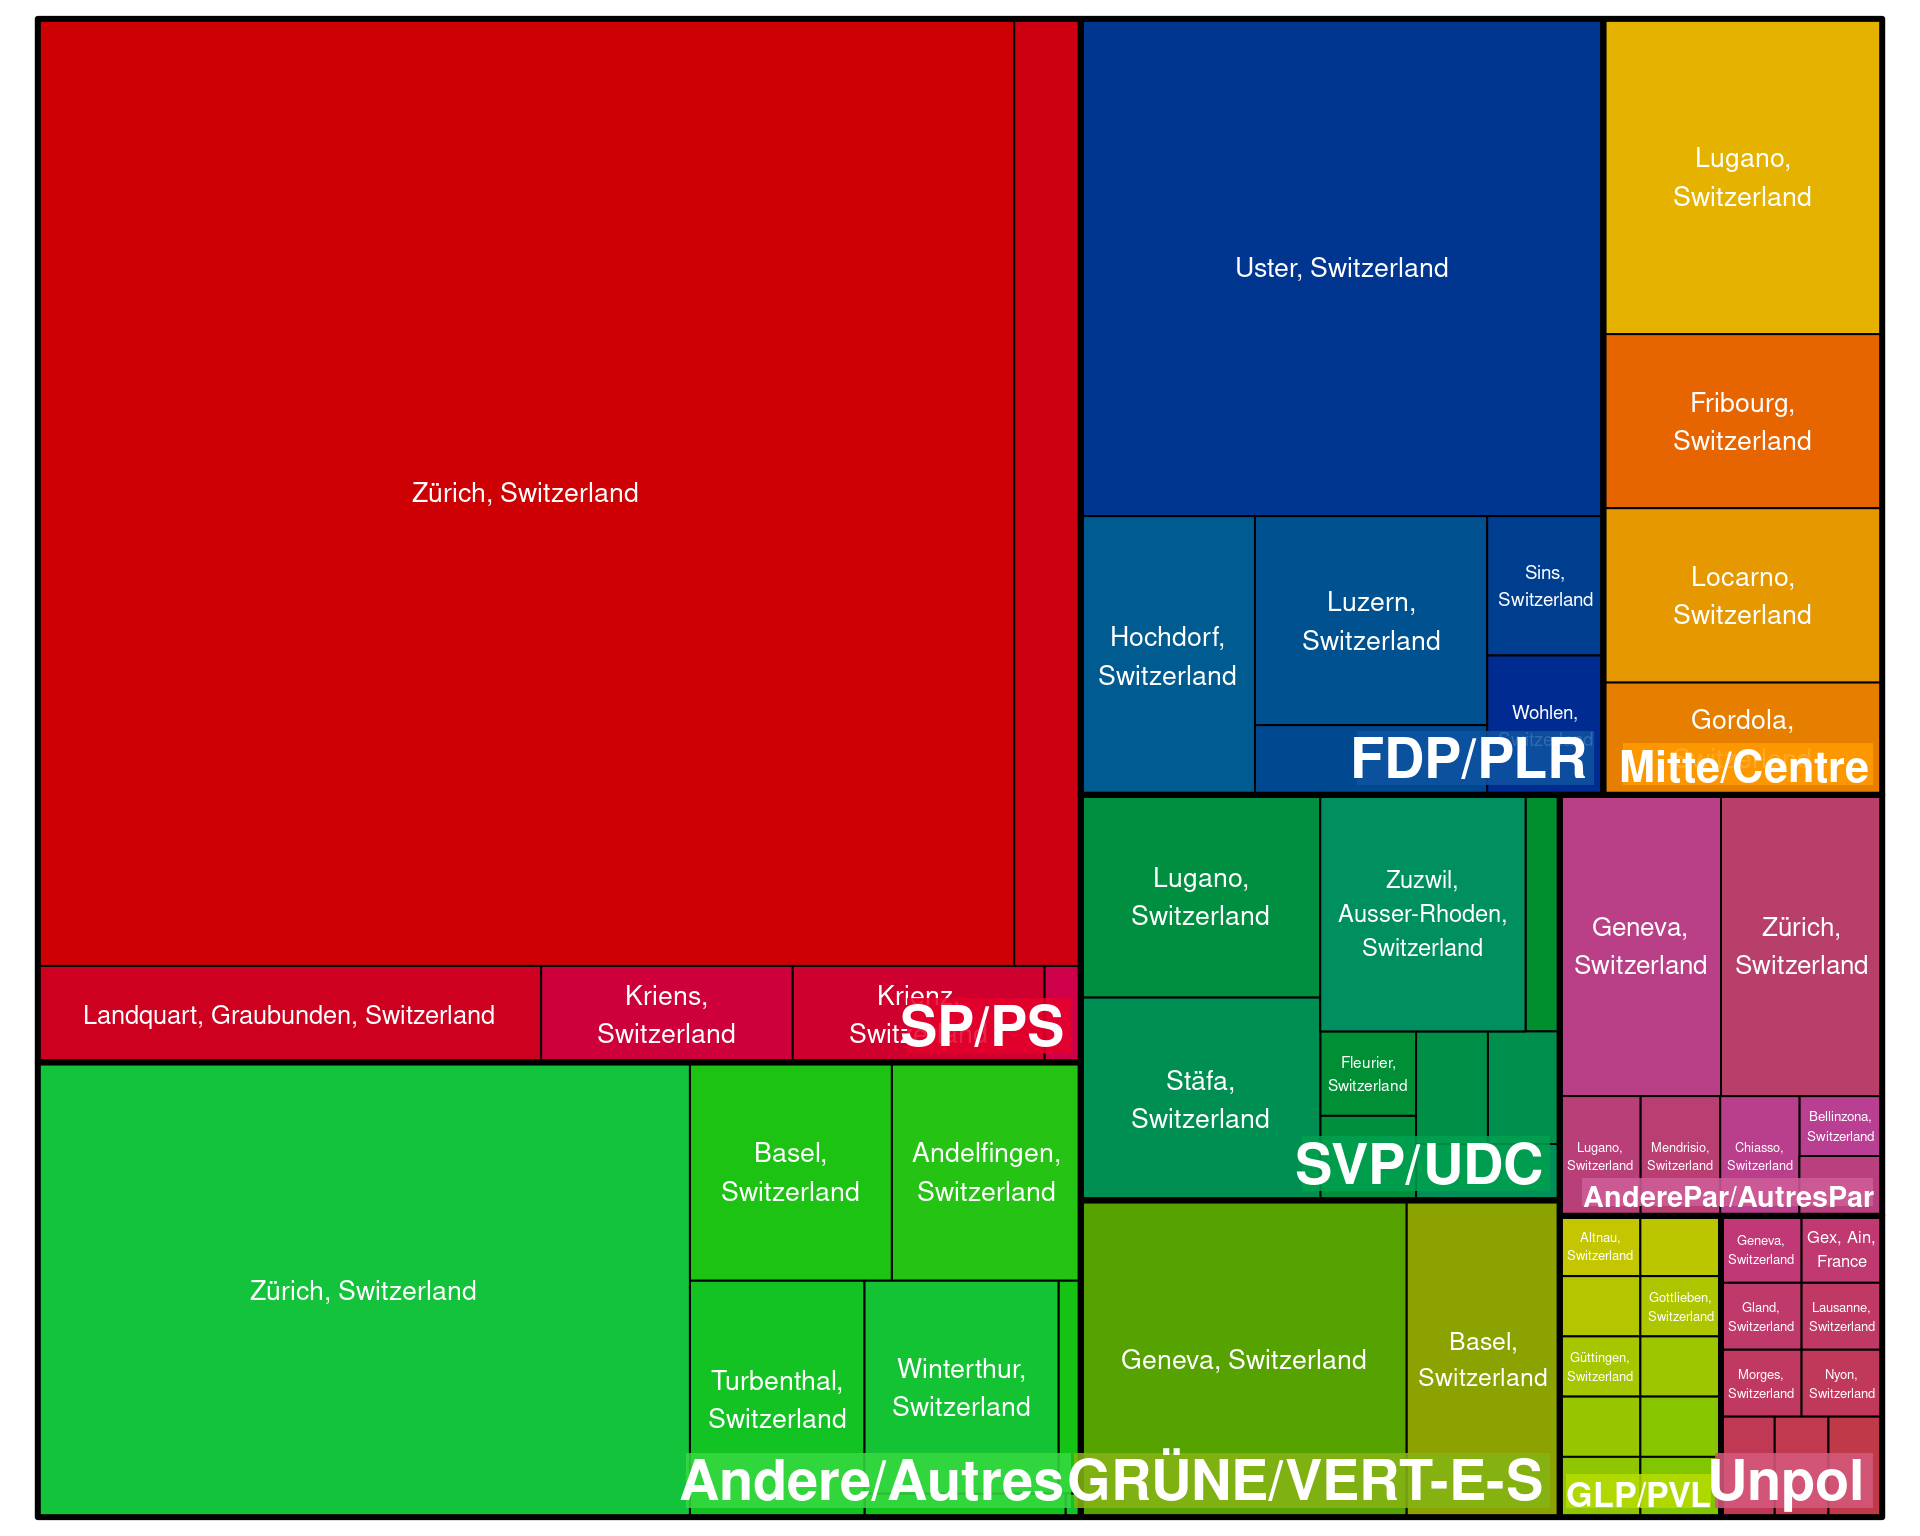 Zürich, Switzerland
Landquart, Graubunden, Switzerland
Kriens,
Switzerland
Krienz,
Switzerland
SP/PS
Zürich, Switzerland
Basel,
Switzerland
Andelfingen,
Switzerland
Turbenthal,
Switzerland
Winterthur,
Switzerland
Andere/Autres
Uster, Switzerland
Hochdorf,
Switzerland
Luzern,
Switzerland
Sins,
Switzerland
Wohlen,
Switzerland
FDP/PLR
Lugano,
Switzerland
Fribourg,
Switzerland
Locarno,
Switzerland
Gordola,
Switzerland
Mitte/Centre
Lugano,
Switzerland
Zuzwil,
Ausser-Rhoden,
Switzerland
Stäfa,
Switzerland
Fleurier,
Switzerland
SVP/UDC
Geneva,
Switzerland
Zürich,
Switzerland
Lugano,
Switzerland
Mendrisio,
Switzerland
Chiasso,
Switzerland
Bellinzona,
Switzerland
AnderePar/AutresPar
Geneva, Switzerland
Basel,
Switzerland
GRÜNE/VERT-E-S
Altnau,
Switzerland
Gottlieben,
Switzerland
Güttingen,
Switzerland
GLP/PVL
Geneva,
Switzerland
Gex, Ain,
France
Gland,
Switzerland
Lausanne,
Switzerland
Morges,
Switzerland
Nyon,
Switzerland
Unpol